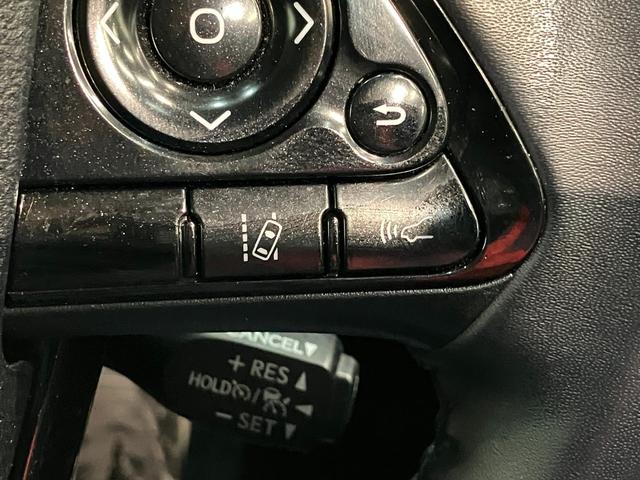 CANCEL▼
+ RES ▲
HOLD / ◄
- SET ▼